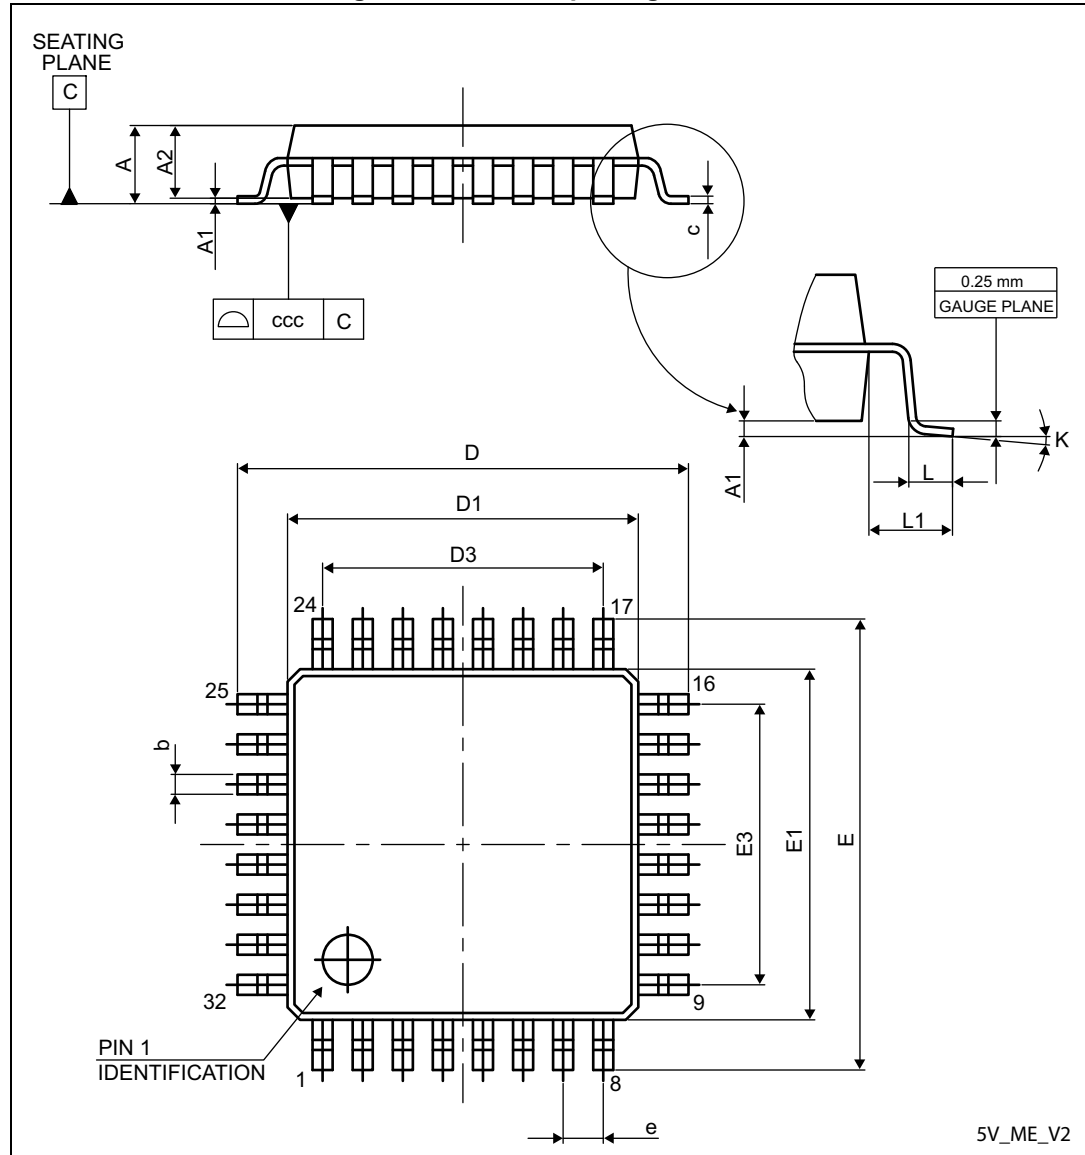 SEATING
PLANE
C
A
A2
A1
c
ccc
C
0.25 mm
GAUGE PLANE
K
A1
L
L1
D
D1
D3
24
17
25
16
b
E3
E1
E
32
9
PIN 1
IDENTIFICATION
1
8
e
5V_ME_V2